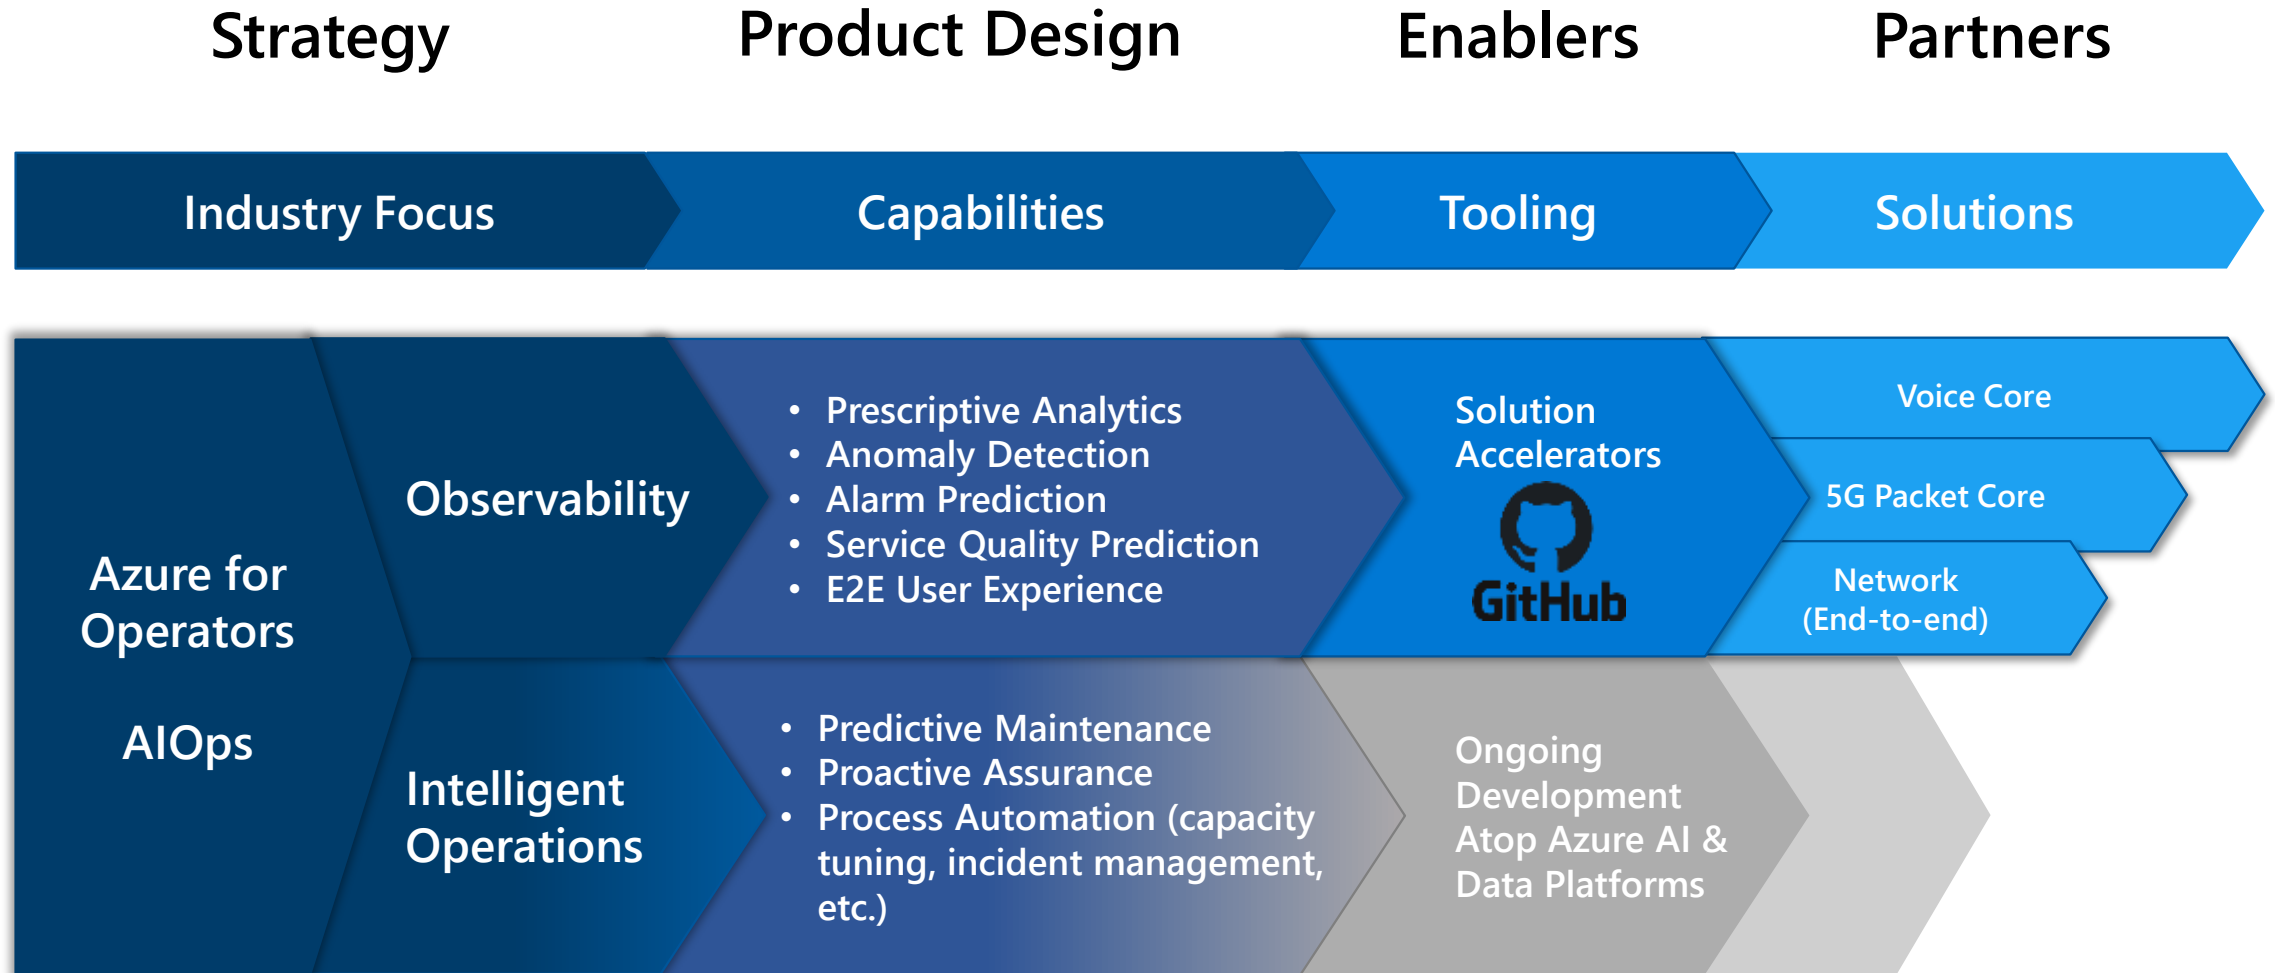 Strategy
Product Design
Enablers
Partners
Industry Focus
Capabilities
Tooling
Solutions
Azure for
Operators
AIOps
Observability
• Prescriptive Analytics
• Anomaly Detection
• Alarm Prediction
• Service Quality Prediction
• E2E User Experience
Solution
Accelerators
GitHub
Voice Core
5G Packet Core
Network
(End-to-end)
Intelligent
Operations
• Predictive Maintenance
• Proactive Assurance
• Process Automation (capacity
tuning, incident management,
etc.)
Ongoing
Development
Atop Azure AI &
Data Platforms